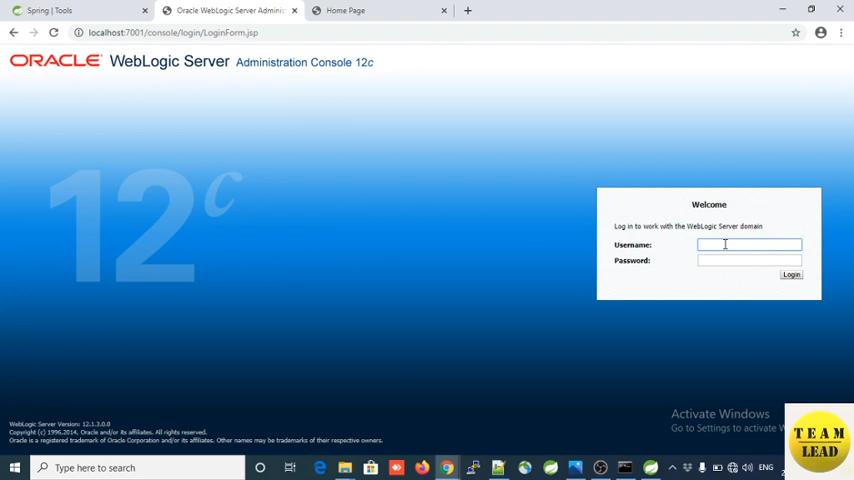 Spring | Tools
Oracle WebLogic Server Adminis
Home Page
localhost:7001/console/login/LoginForm.jsp
ORACLE WebLogic Server Administration Console 12c
12c
Welcome
Log in to work with the WebLogic Server domain
Username:
Password:
Login
WebLogic Server Version: 12.1.3.0.0
Copyright (c) 1996,2014, Oracle and/or its affiliates. All rights reserved.
Oracle is a registered trademark of Oracle Corporation and/or its affiliates. Other names may be trademarks of their respective owners.
Activate Windows
Go to Settings to activate
TEAM
LEAD
Type here to search
ENG